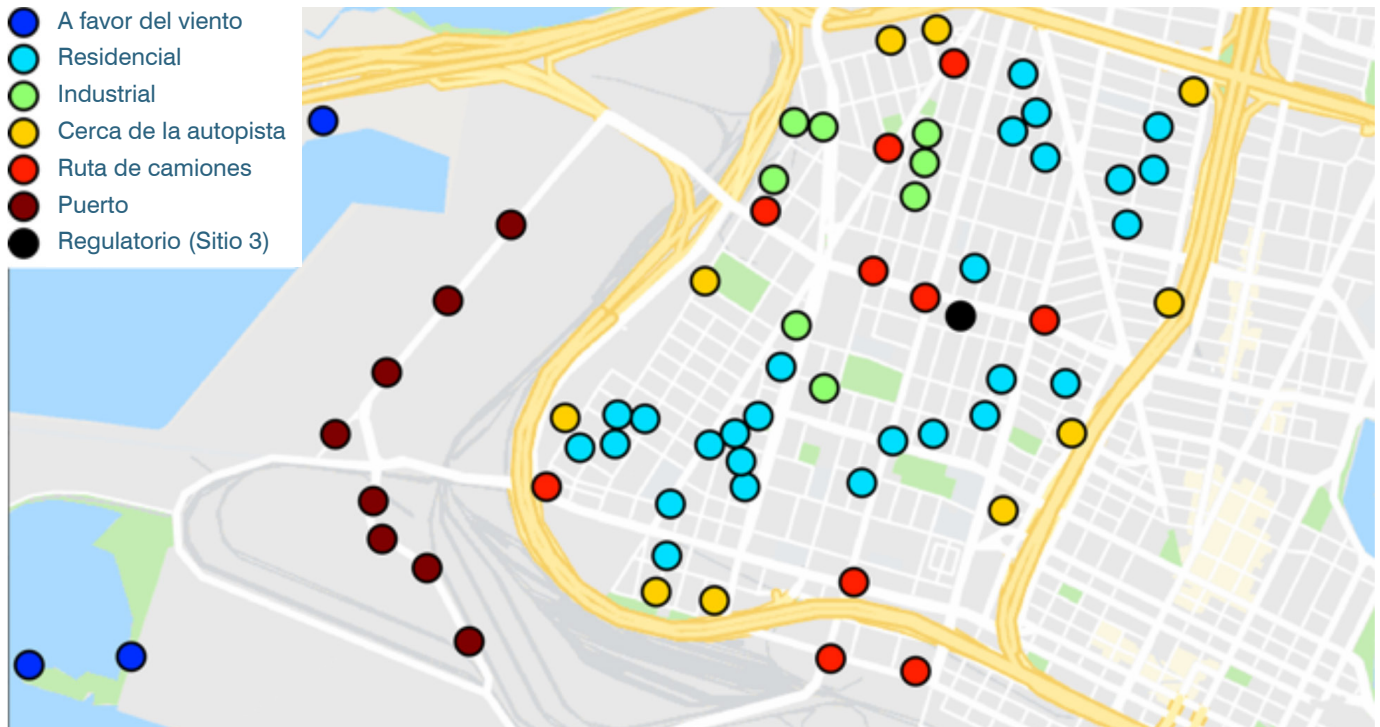 A favor del viento
Residencial
Industrial
Cerca de la autopista
Ruta de camiones
Puerto
Regulatorio (Sitio 3)